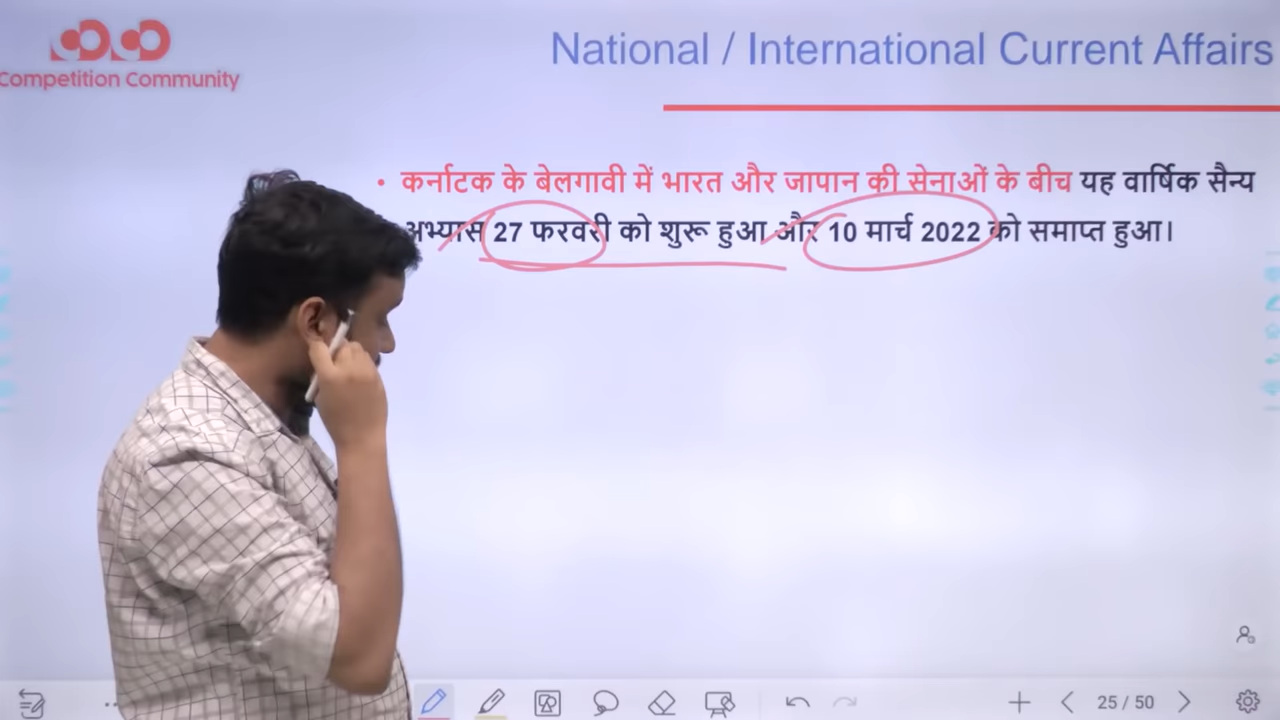 Competition Community
National / International Current Affairs
• कर्नाटक के बेलगावी में भारत और जापान की सेनाओं के बीच यह वार्षिक सैन्य
अभ्यास 27 फरवरी को शुरू हुआ और 10 मार्च 2022 को समाप्त हुआ।
25 / 50